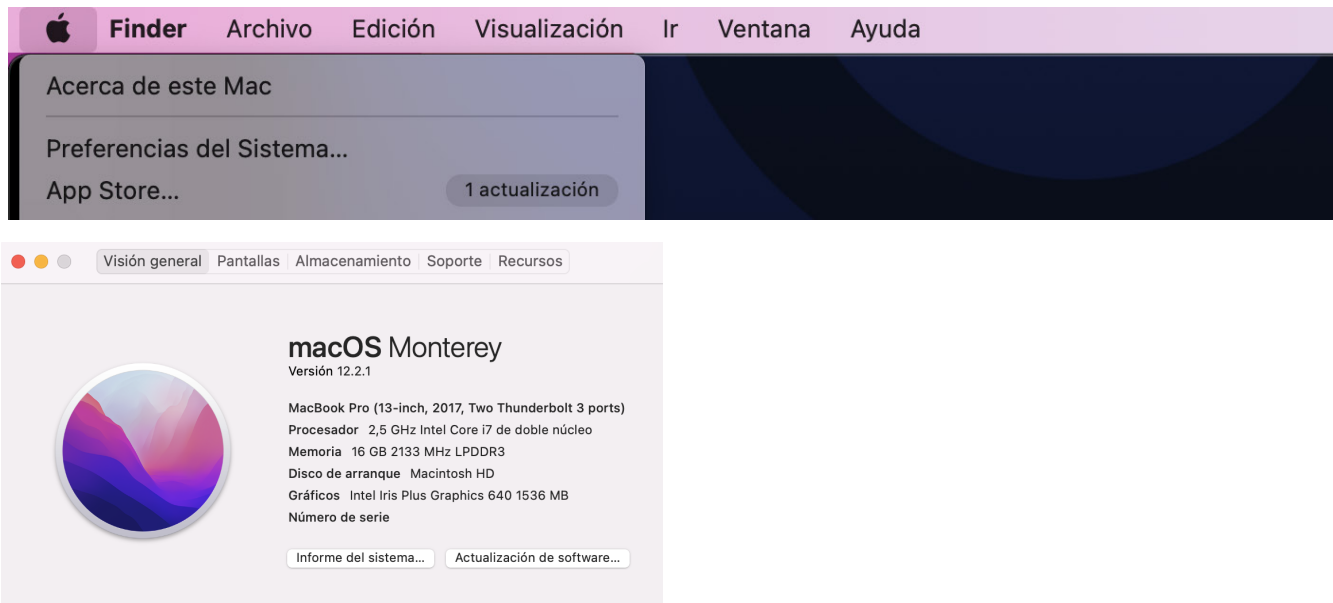 Finder Archivo Edición Visualización Ir Ventana Ayuda
Acerca de este Mac
Preferencias del Sistema...
App Store... 1 actualización
Visión general Pantallas Almacenamiento Soporte Recursos
macOS Monterey
Versión 12.2.1
MacBook Pro (13-inch, 2017, Two Thunderbolt 3 ports)
Procesador 2,5 GHz Intel Core i7 de doble núcleo
Memoria 16 GB 2133 MHz LPDDR3
Disco de arranque Macintosh HD
Gráficos Intel Iris Plus Graphics 640 1536 MB
Número de serie
Informe del sistema... Actualización de software...